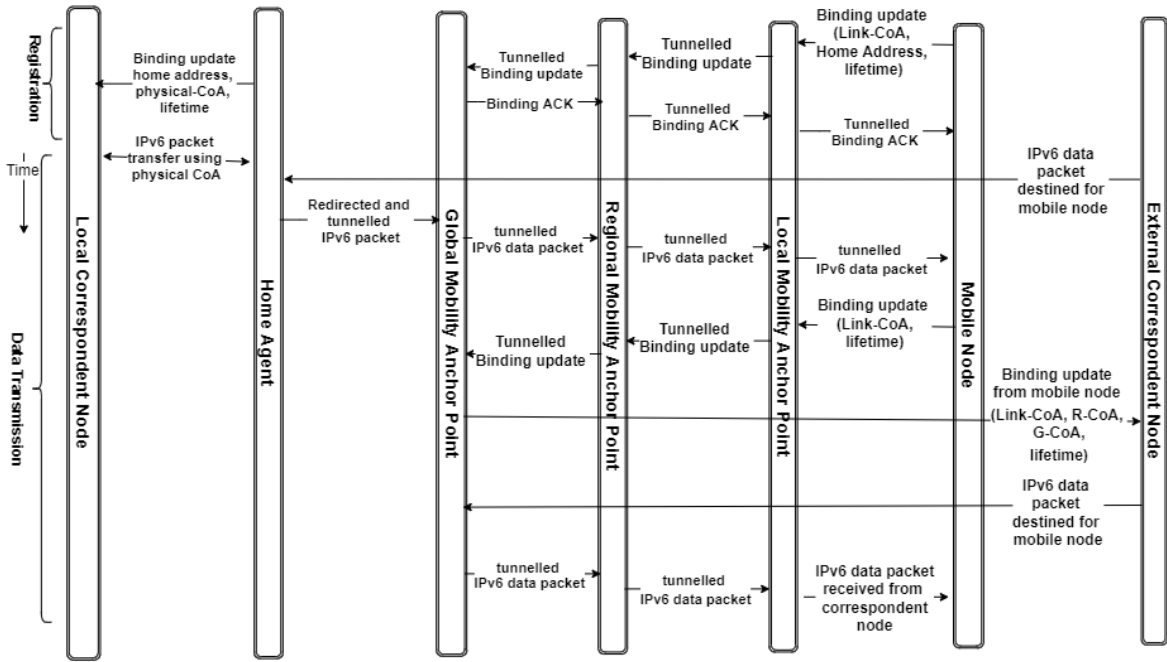 Registration
Time
Data Transmission
Local Correspondent Node
Binding update
home address,
physical-CoA,
lifetime
IPv6 packet
transfer using
physical CoA
Home Agent
Redirected and
tunnelled
IPv6 packet
Global Mobility Anchor Point
Tunnelled
Binding update
Binding ACK
tunnelled
IPv6 data packet
Tunnelled
Binding update
tunnelled
IPv6 data packet
Regional Mobility Anchor Point
Tunnelled
Binding update
Tunnelled
Binding ACK
tunnelled
IPv6 data packet
Tunnelled
Binding update
tunnelled
IPv6 data packet
Local Mobility Anchor Point
Binding update
(Link-CoA,
Home Address,
lifetime)
Tunnelled
Binding ACK
tunnelled
IPv6 data packet
Binding update
(Link-CoA,
lifetime)
IPv6 data packet
received from
correspondent
node
Mobile Node
IPv6 data
packet
destined for
mobile node
Binding update
from mobile node
(Link-CoA, R-CoA,
G-CoA,
lifetime)
IPv6 data
packet
destined for
mobile node
External Correspondent Node